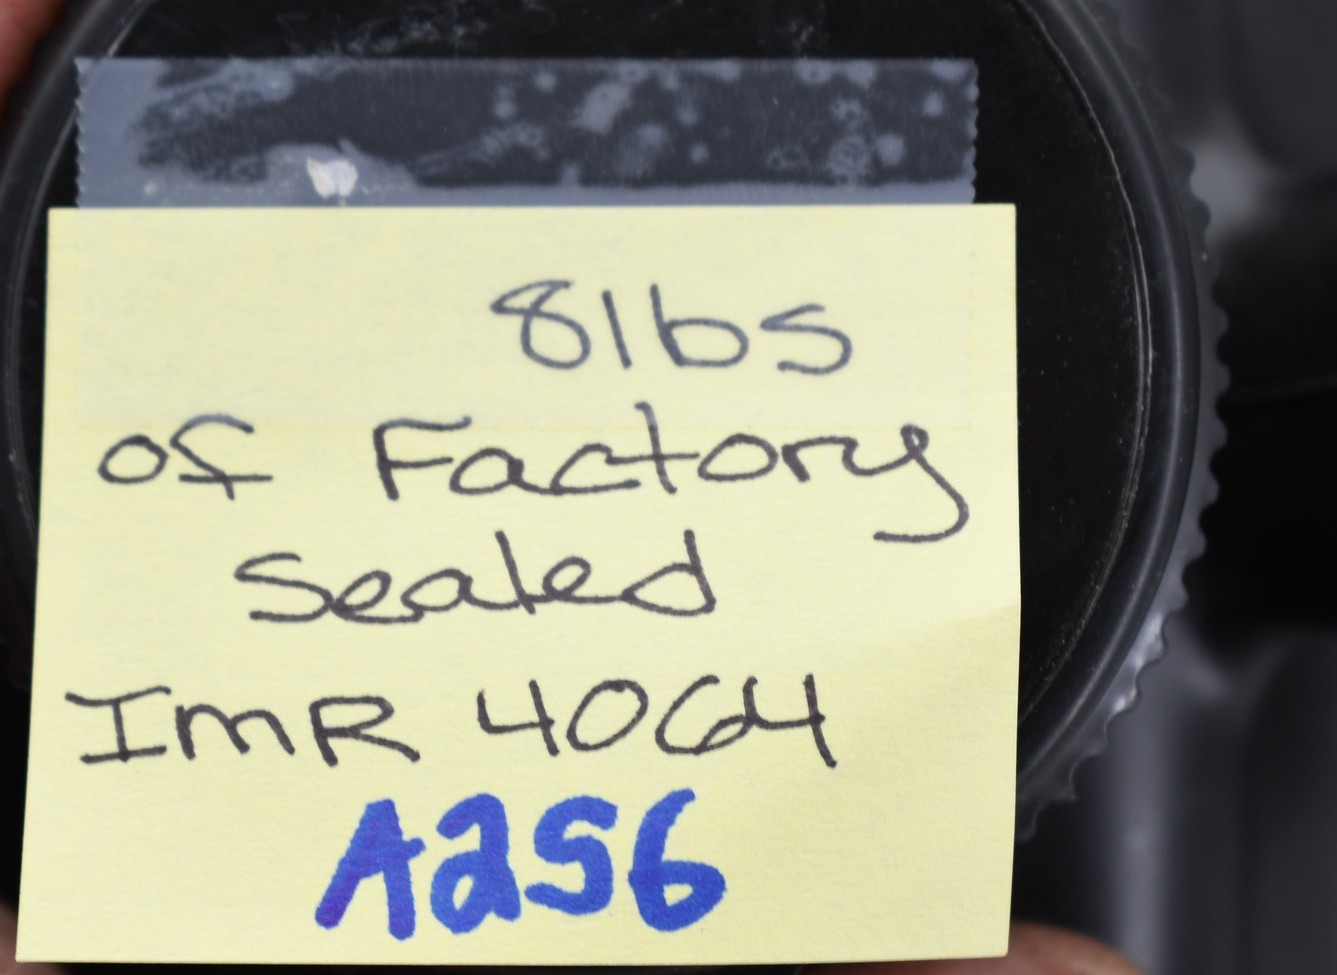 8lbs
of Factory
Sealed
IMR 4064
A256